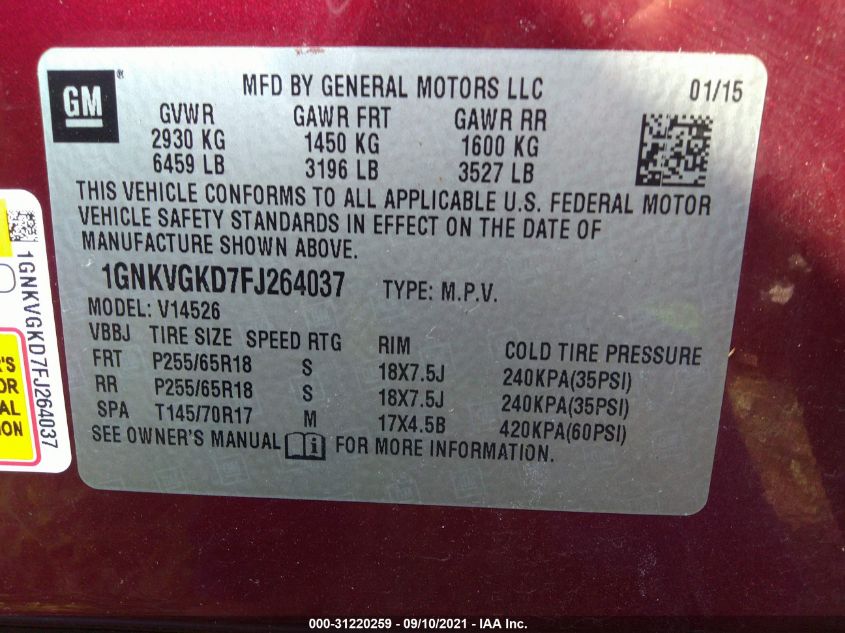 GM®
MFD BY GENERAL MOTORS LLC
01/15
GVWR GAWR FRT GAWR RR
2930 KG 1450 KG 1600 KG
6459 LB 3196 LB 3527 LB
THIS VEHICLE CONFORMS TO ALL APPLICABLE U.S. FEDERAL MOTOR
VEHICLE SAFETY STANDARDS IN EFFECT ON THE DATE OF
MANUFACTURE SHOWN ABOVE.
1GNKVGKD7FJ264037 TYPE: M.P.V.
MODEL: V14526
VBBJ TIRE SIZE SPEED RTG RIM COLD TIRE PRESSURE
FRT P255/65R18 S 18X7.5J 240KPA(35PSI)
RR P255/65R18 S 18X7.5J 240KPA(35PSI)
SPA T145/70R17 M 17X4.5B 420KPA(60PSI)
SEE OWNER'S MANUAL i FOR MORE INFORMATION.
1GNKVGKD7FJ264037
'S
OR
AL
ION
000-31220259 - 09/10/2021 - IAA Inc.